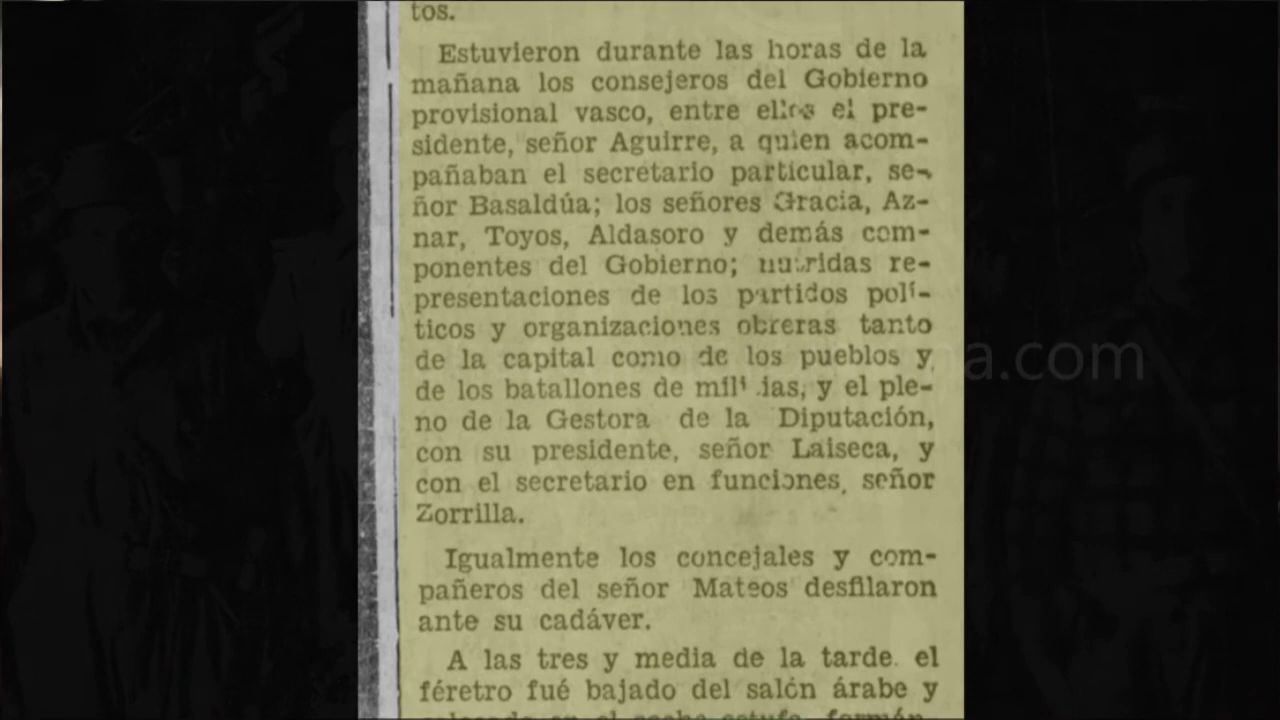 tos.
Estuvieron durante las horas de la
mañana los consejeros del Gobierno
provisional vasco, entre ellos el pre-
sidente, señor Aguirre, a quien acom-
pañaban el secretario particular, se-
ñor Basaldúa; los señores Gracia, Az-
nar, Toyos, Aldasoro y demás com-
ponentes del Gobierno; nutridas re-
presentaciones de los partidos polí-
ticos y organizaciones obreras tanto
de la capital como de los pueblos y
de los batallones de milicias, y el ple-
no de la Gestora de la Diputación,
con su presidente, señor Laiseca, y
con el secretario en funciones, señor
Zorrilla.
Igualmente los concejales y com-
pañeros del señor Mateos desfilaron
ante su cadáver.
A las tres y media de la tarde. el
féretro fué bajado del salón árabe y
a.com